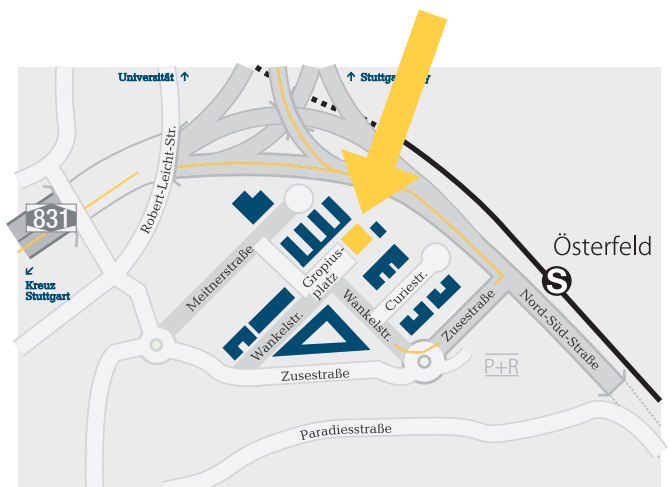 Universität ↑
↑ Stuttg
Robert-Leicht-Str.
831
Österfeld
Kreuz
Stuttgart
Meitnerstraße
Gropius-
platz
Curiestr.
S
Wankelstr.
Wankelstr.
Zusestraße
Nord-Süd-Straße
P+R
Zusestraße
Paradiesstraße